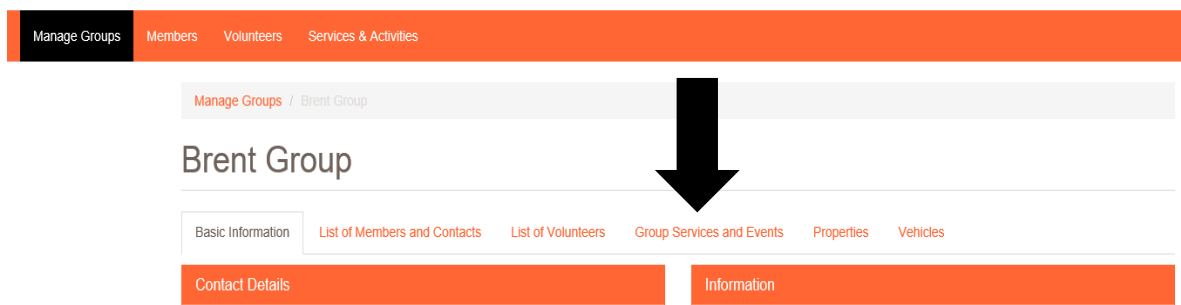 Manage Groups Members Volunteers Services & Activities
Manage Groups / Brent Group
Brent Group
Basic Information List of Members and Contacts List of Volunteers Group Services and Events Properties Vehicles
Contact Details Information